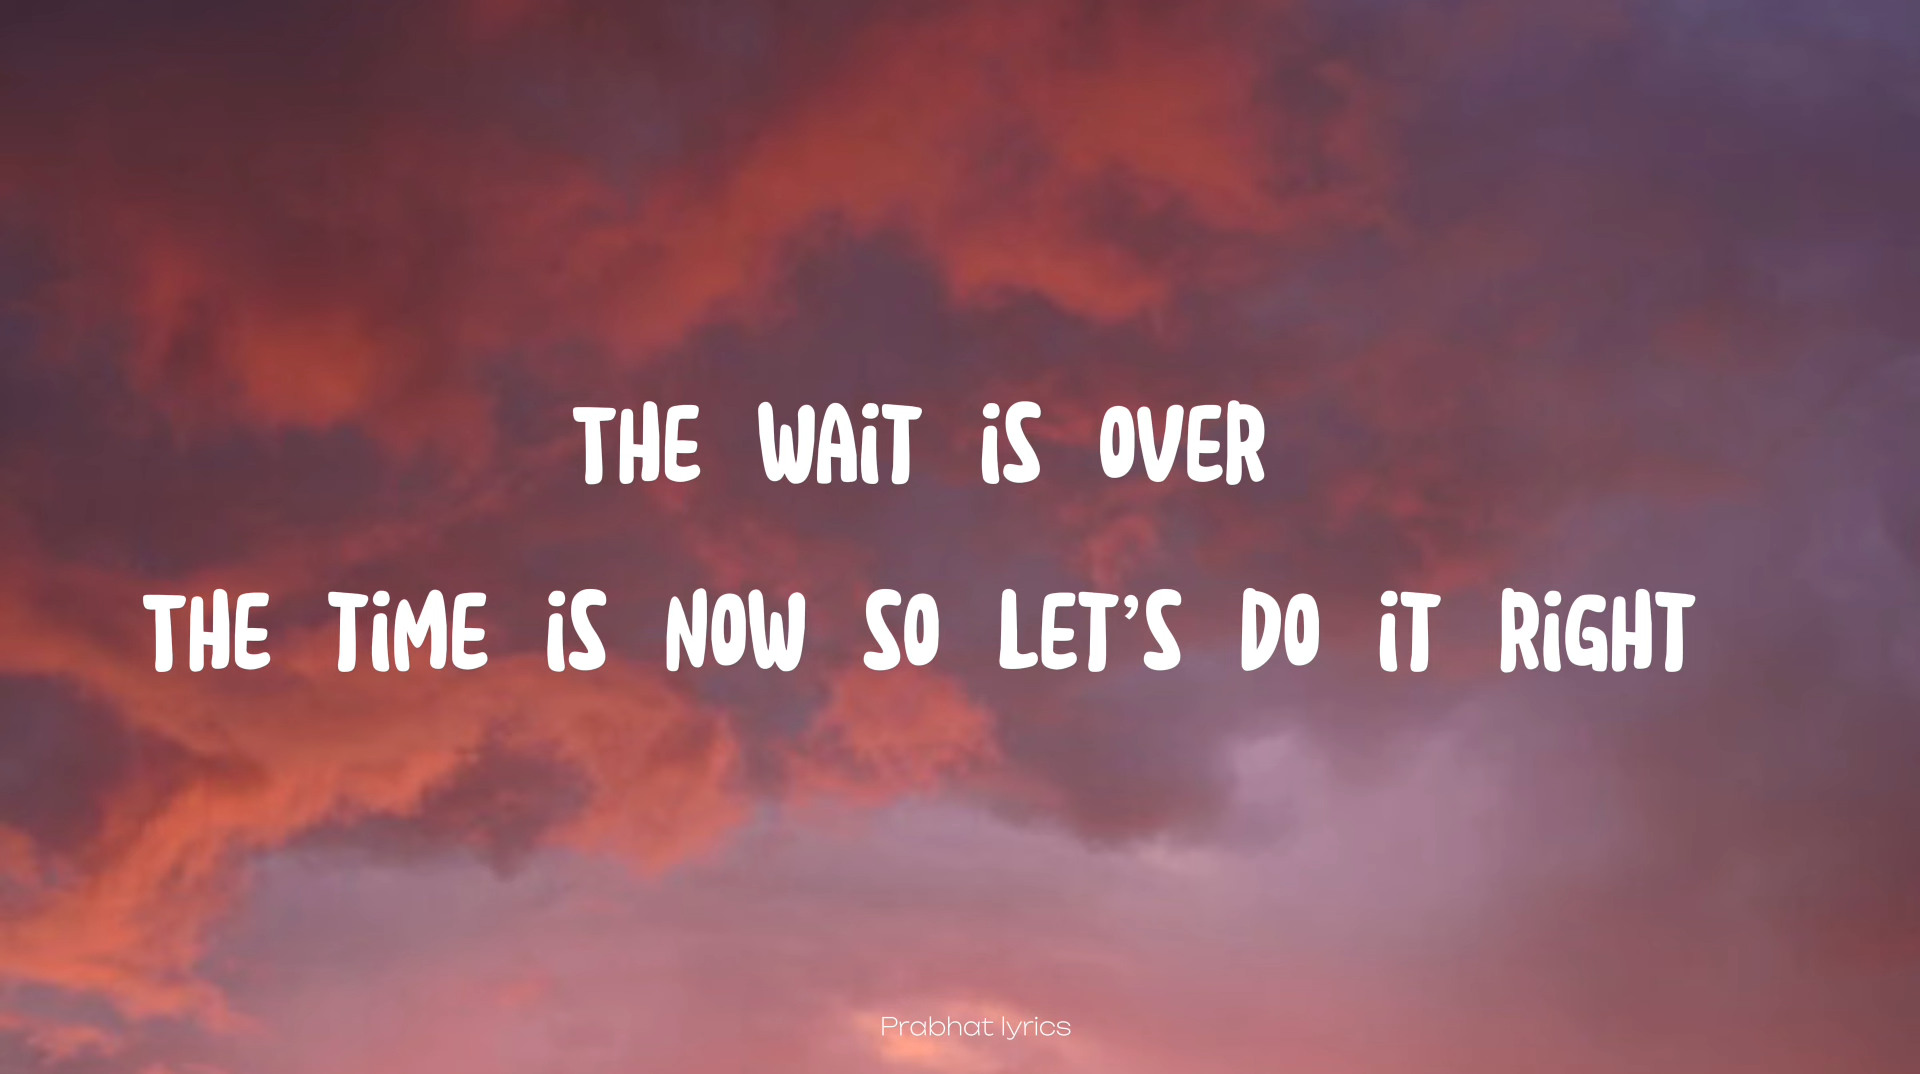 THE WAiT iS OVER
THE TiME iS NOW SO LET'S DO iT RiGHT
Prabhat lyrics